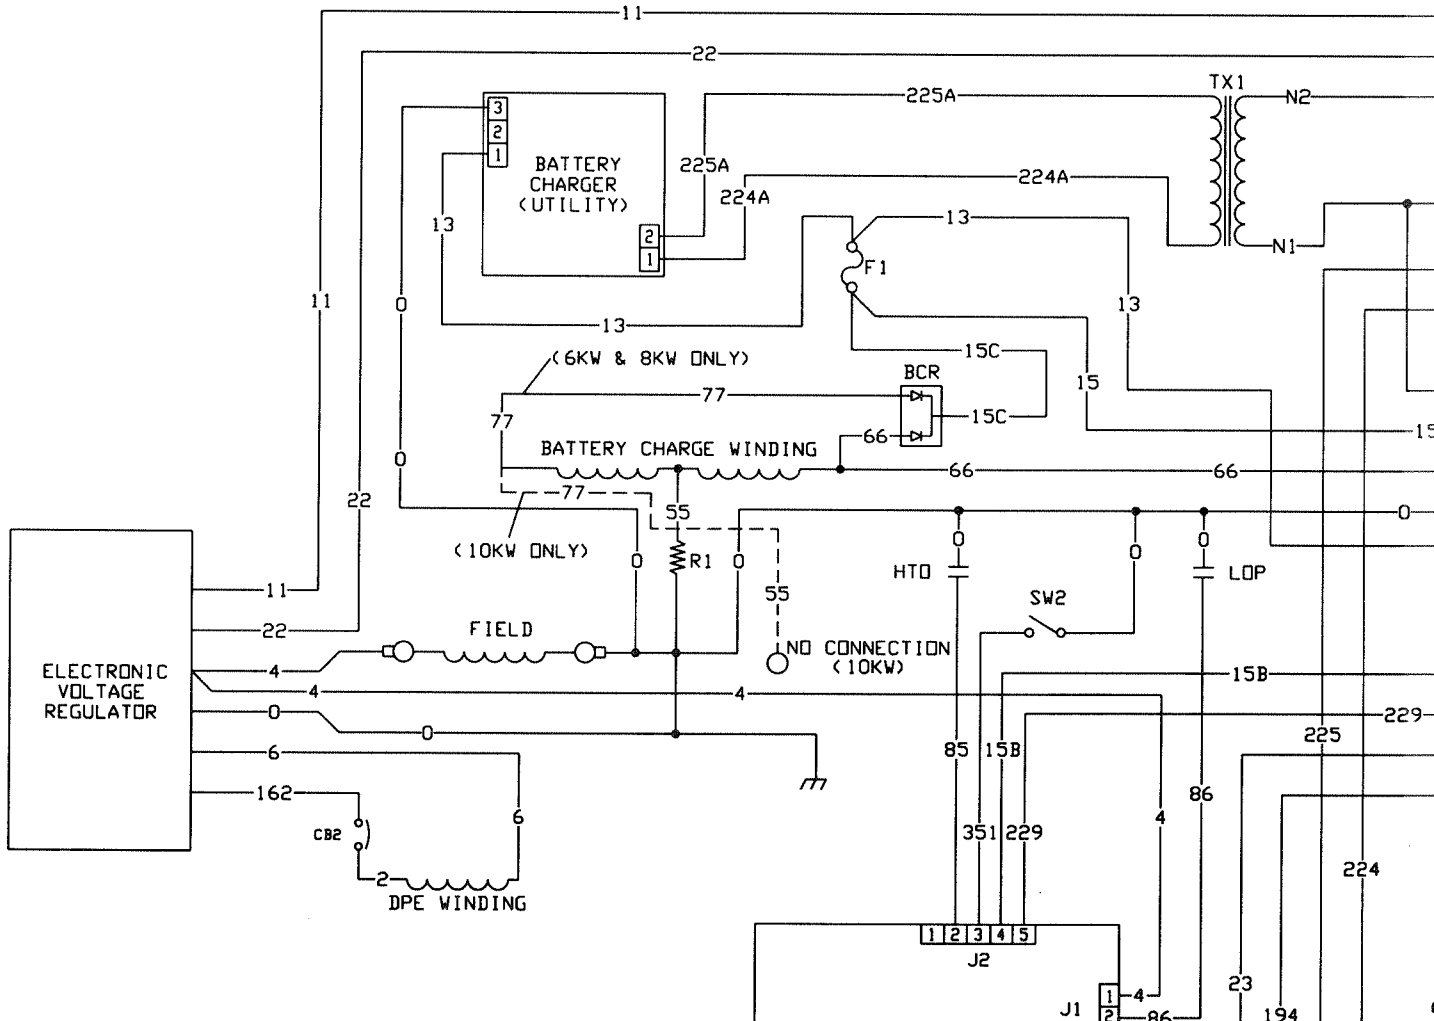 11
22
TX1
225A
N2
3
2
1
BATTERY
CHARGER
(UTILITY)
225A
224A
224A
13
13
2
1
N1
F1
11
0
13
13
(6KW & 8KW ONLY)
15C
BCR
15
77
77
15C
66
15
BATTERY CHARGE WINDING
0
66
66
77
22
55
0
(10KW ONLY)
0
R1
0
0
0
0
HTO
LOP
11
55
SW2
22
FIELD
NO CONNECTION
(10KW)
ELECTRONIC
VOLTAGE
REGULATOR
4
4
4
15B
0
0
229
225
6
85
15B
162
86
6
4
CB2
351
229
224
2
DPE WINDING
1
2
3
4
5
J2
23
J1
1
4
2
86
194